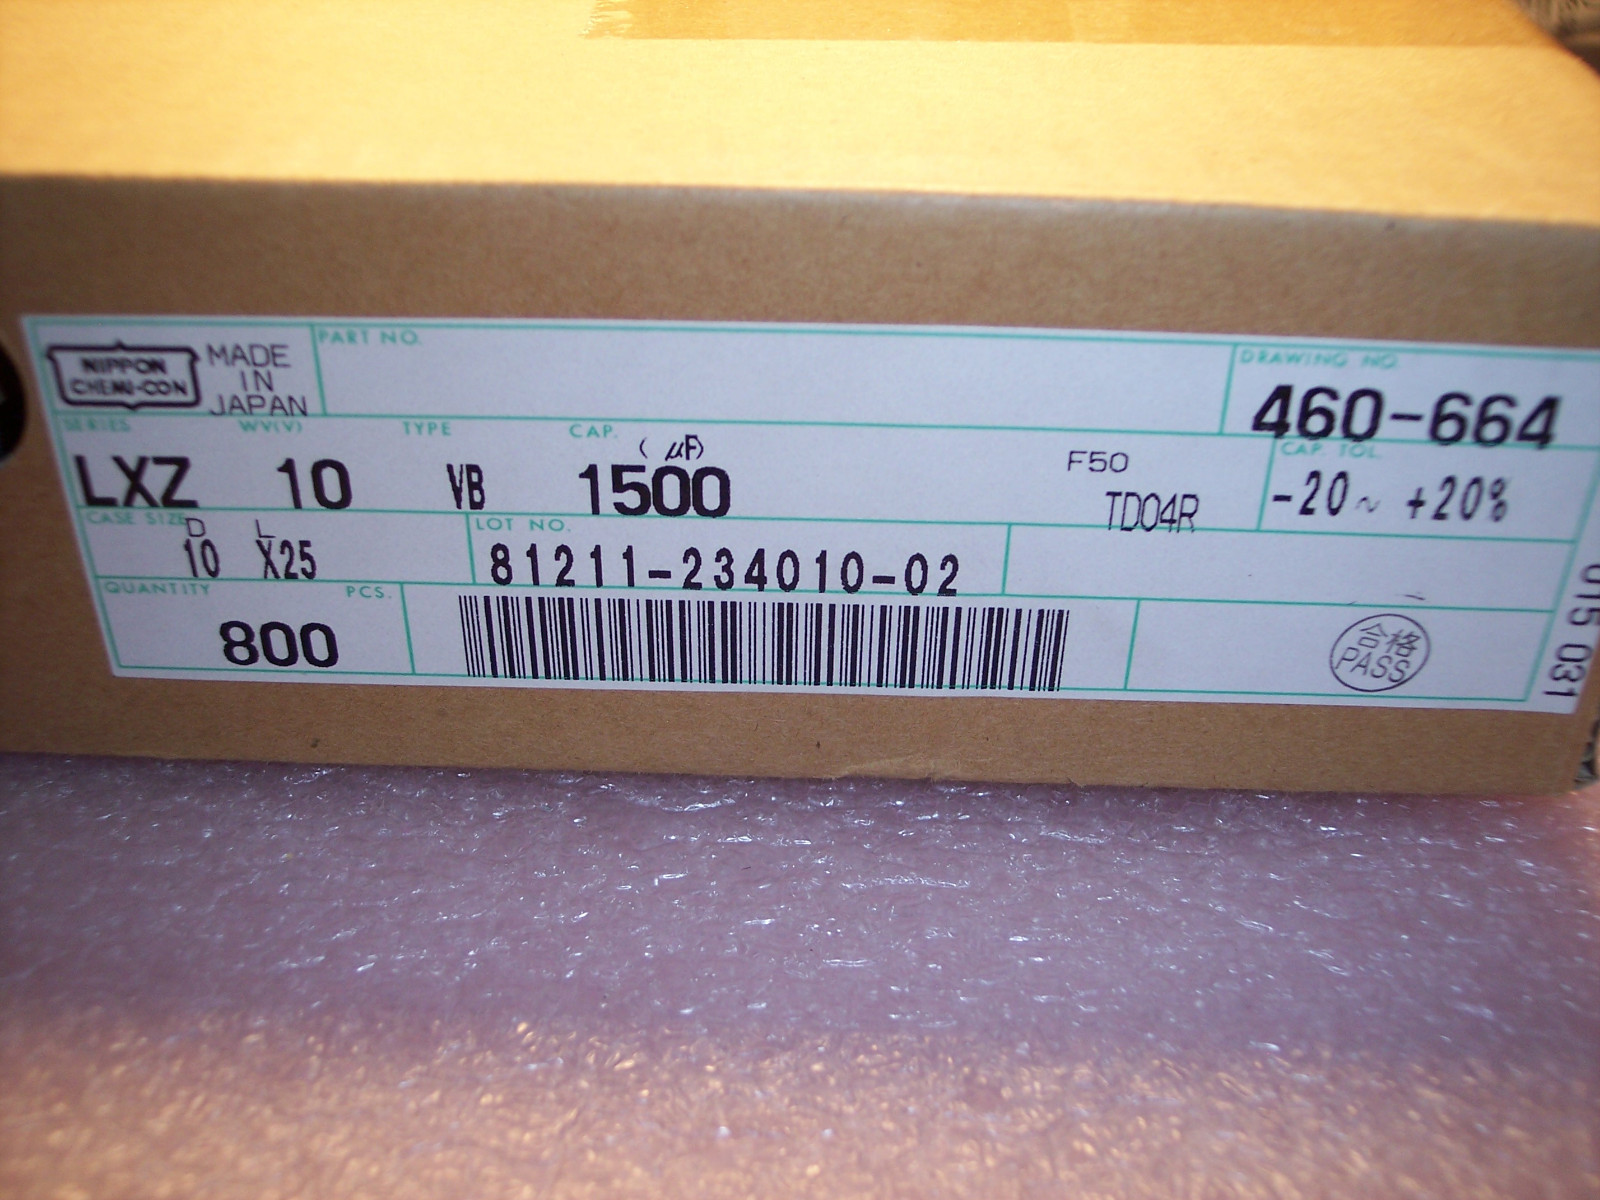 NIPPON
CHEMI-CON
MADE
IN
JAPAN
PART NO.
DRAWING NO.
460-664
SERIES WV(V) TYPE CAP. (μF)
LXZ 10 VB 1500
F50
TD04R
CAP. TOL.
-20~ +20%
CASE SIZE D L
10 X25
LOT NO.
81211-234010-02
QUANTITY PCS.
800
合格
PASS
015 031